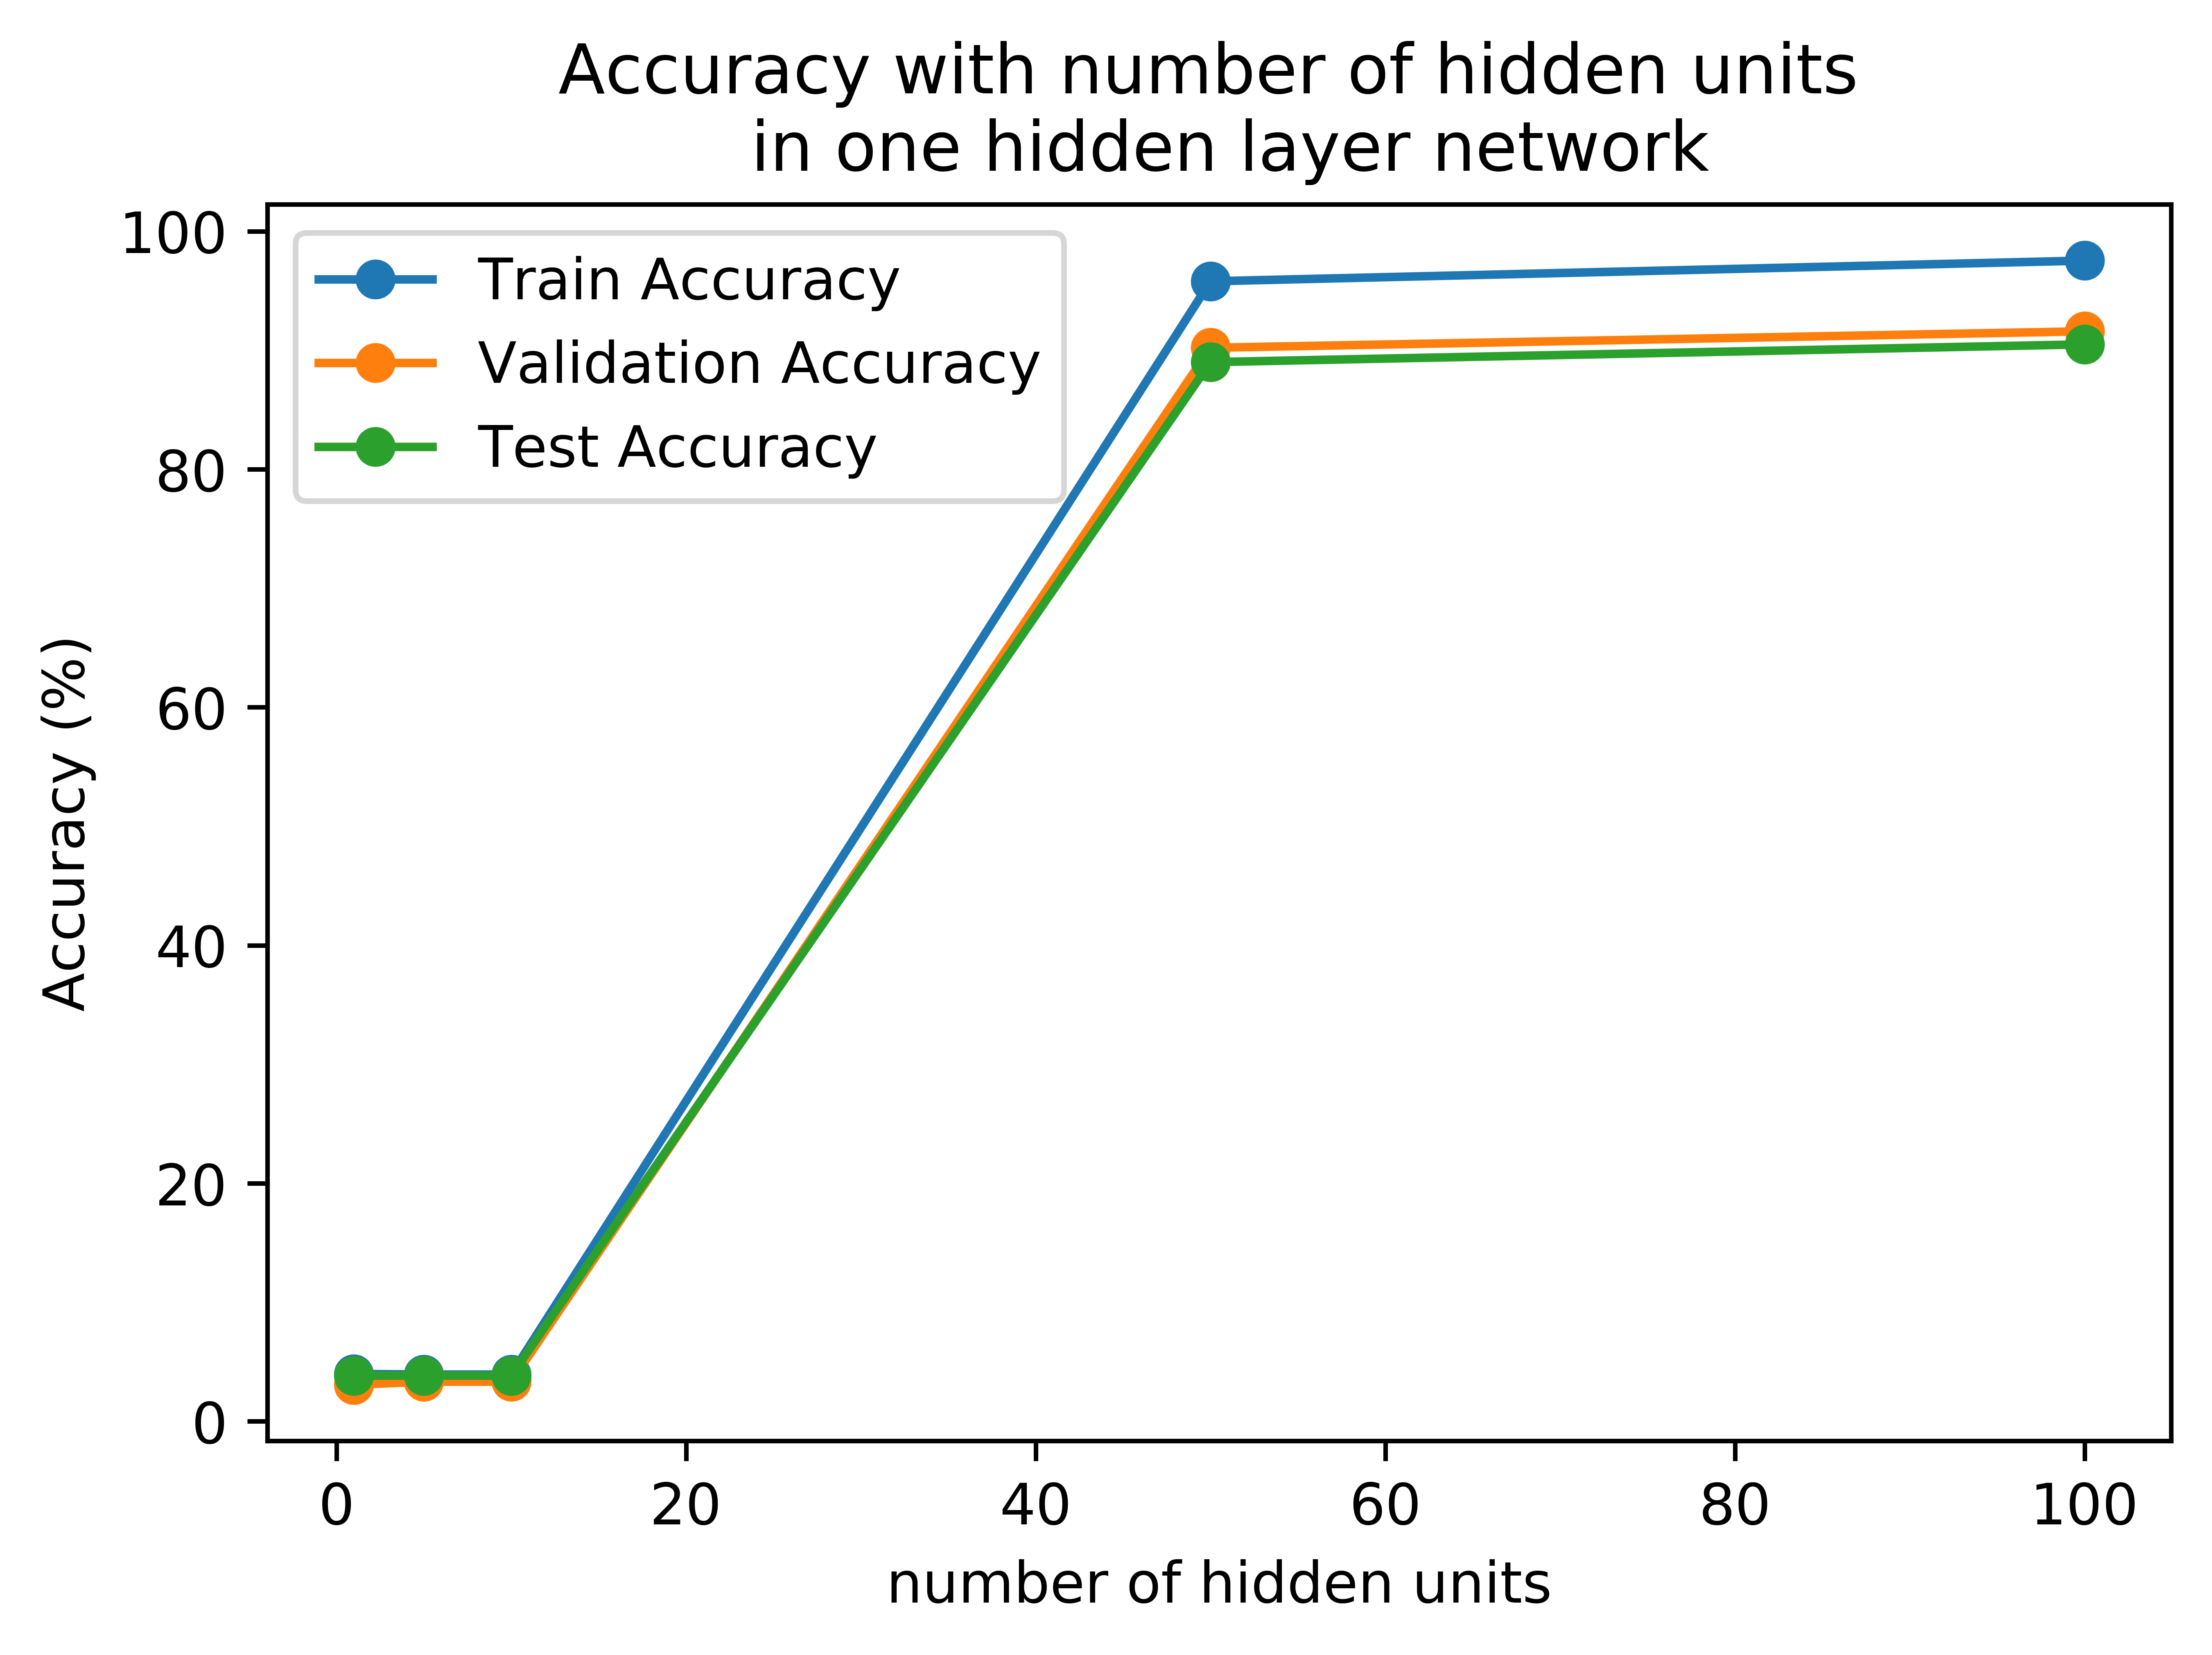 Accuracy with number of hidden units
in one hidden layer network
100
80
60
40
20
0
Accuracy (%)
Train Accuracy
Validation Accuracy
Test Accuracy
0 20 40 60 80 100
number of hidden units